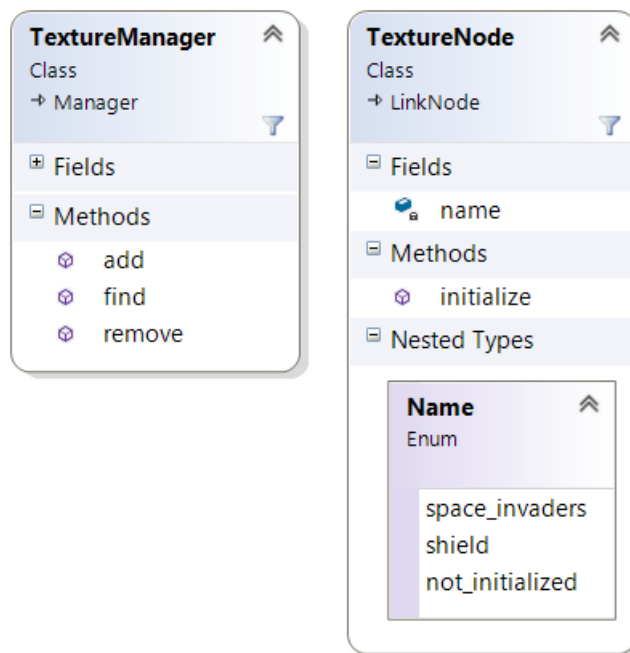 TextureManager
Class
Manager
Fields
Methods
add
find
remove
TextureNode
Class
LinkNode
Fields
name
Methods
initialize
Nested Types
Name
Enum
space_invaders
shield
not_initialized